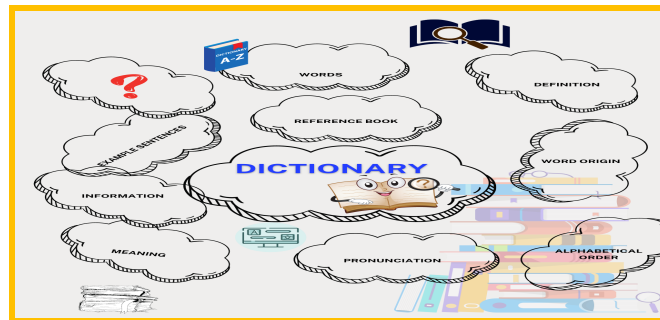 DICTIONARY
A-Z
WORDS
DEFINITION
REFERENCE BOOK
EXAMPLE SENTENCES
DICTIONARY
WORD ORIGIN
INFORMATION
MEANING
PRONUNCIATION
ALPHABETICAL
ORDER